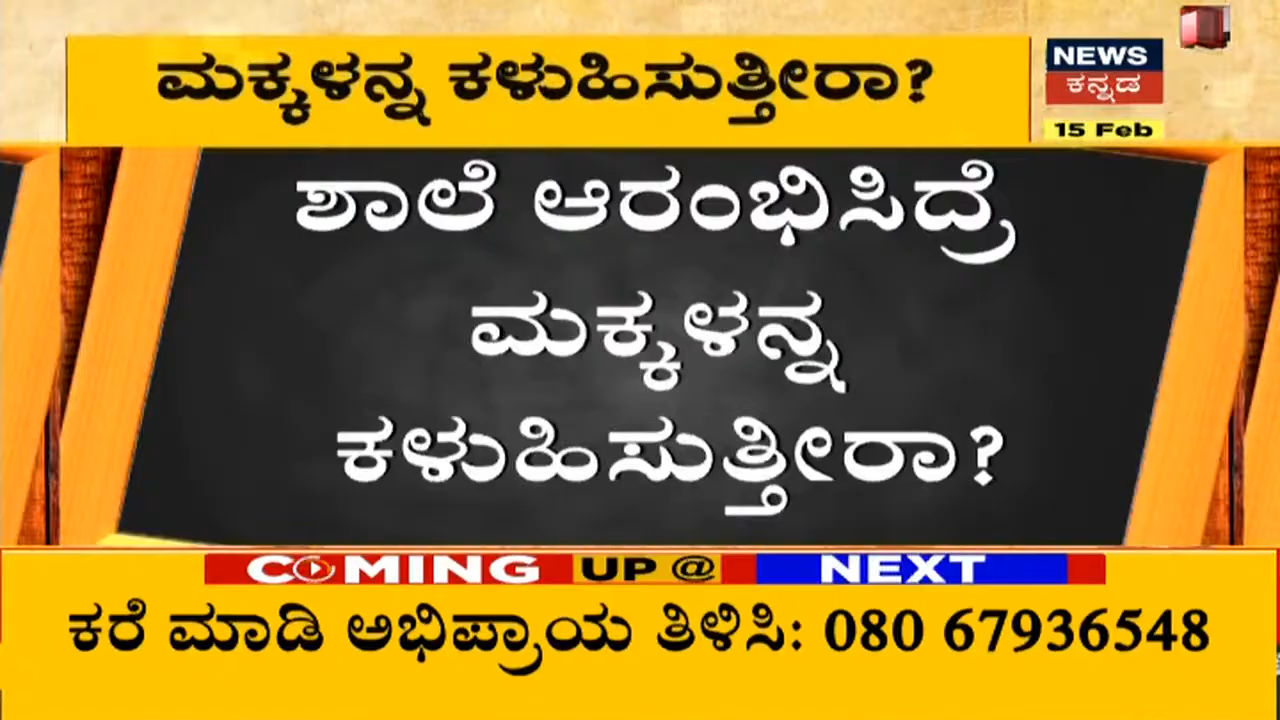 ಮಕ್ಕಳನ್ನ ಕಳುಹಿಸುತ್ತೀರಾ?
NEWS
ಕನ್ನಡ
15 Feb
ಶಾಲೆ ಆರಂಭಿಸಿದ್ರೆ
ಮಕ್ಕಳನ್ನ
ಕಳುಹಿಸುತ್ತೀರಾ?
COMING UP @ NEXT
ಕರೆ ಮಾಡಿ ಅಭಿಪ್ರಾಯ ತಿಳಿಸಿ: 080 67936548